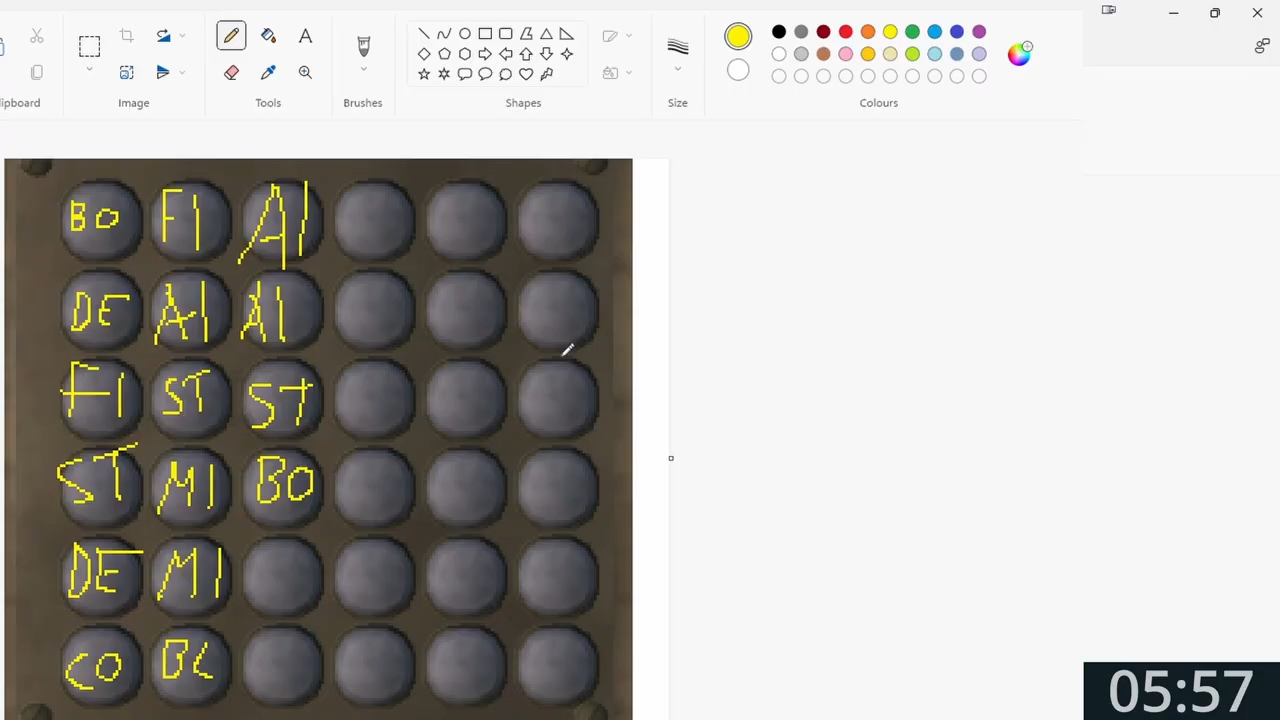 lipboard
Image
Tools
Brushes
Shapes
Size
Colours
BO FI AI
DE AI AI
FI ST ST
ST MI BO
DE MI
CO BL
05:57